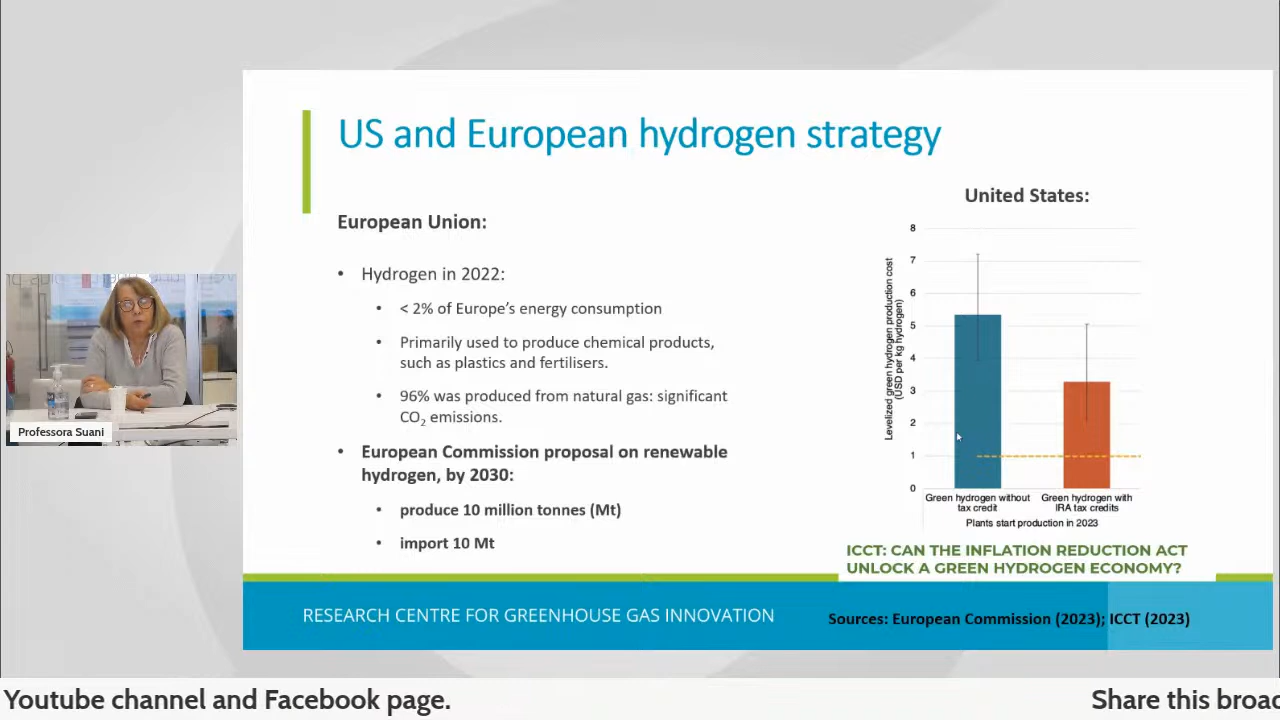 US and European hydrogen strategy
European Union:
• Hydrogen in 2022:
• < 2% of Europe's energy consumption
• Primarily used to produce chemical products,
such as plastics and fertilisers.
• 96% was produced from natural gas: significant
CO₂ emissions.
• European Commission proposal on renewable
hydrogen, by 2030:
• produce 10 million tonnes (Mt)
• import 10 Mt
United States:
Levelized green hydrogen production cost
(USD per kg hydrogen)
8
7
6
5
4
3
2
1
0
Green hydrogen without
tax credit
Green hydrogen with
IRA tax credits
Plants start production in 2023
ICCT: CAN THE INFLATION REDUCTION ACT
UNLOCK A GREEN HYDROGEN ECONOMY?
RESEARCH CENTRE FOR GREENHOUSE GAS INNOVATION
Sources: European Commission (2023); ICCT (2023)
Professora Suani
Youtube channel and Facebook page.
Share this broad